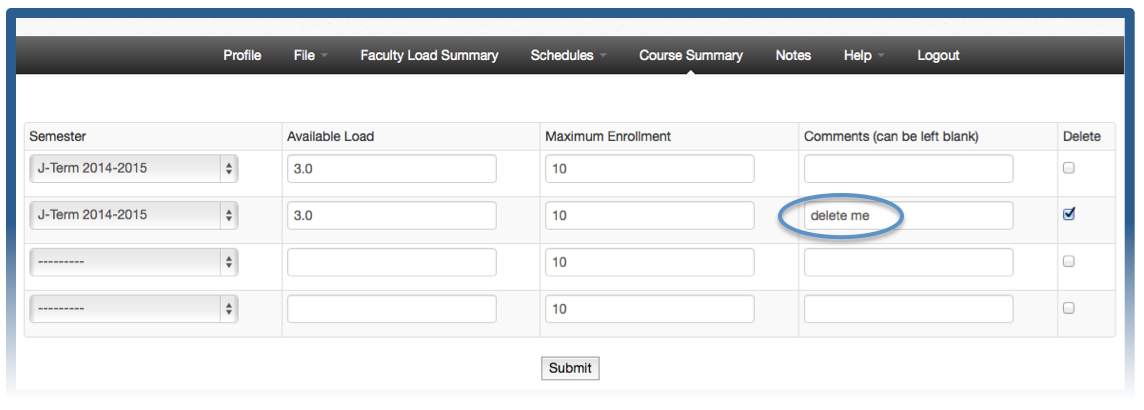 Profile File Faculty Load Summary Schedules Course Summary Notes Help Logout
Semester Available Load Maximum Enrollment Comments (can be left blank) Delete
J-Term 2014-2015 3.0 10
J-Term 2014-2015 3.0 10 delete me
--------- 10
--------- 10
Submit